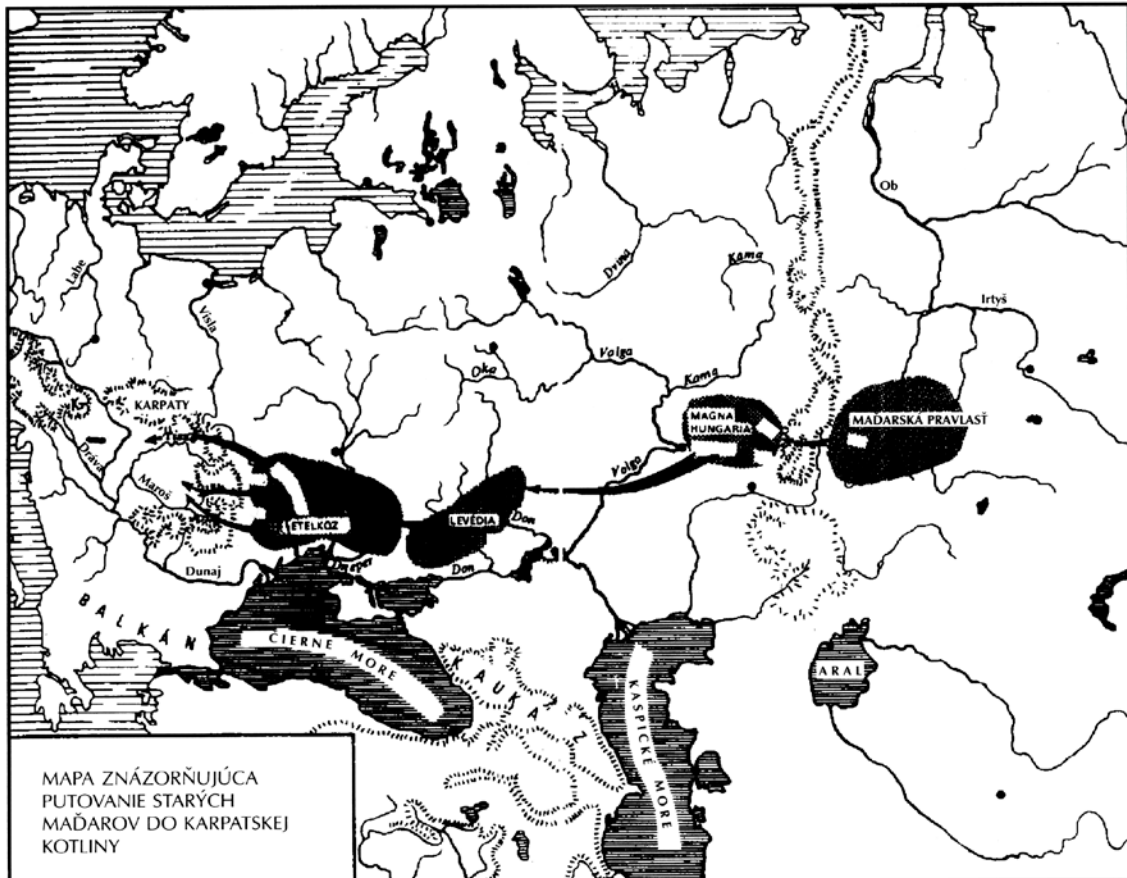 Ob
Labe
Visla
Dvina
Kama
Irtyš
Volga
Oka
Kama
KARPATY
MAGNA
HUNGARIA
MAĎARSKÁ PRAVLASŤ
Dráva
Volga
Maroš
ETELKÖZ
LEVÉDIA
Don
Dneper
Don
Dunaj
BALKÁN
ČIERNE MORE
KAUKAZ
KASPICKÉ MORE
ARAL
MAPA ZNÁZORŇUJÚCA
PUTOVANIE STARÝCH
MAĎAROV DO KARPATSKEJ
KOTLINY